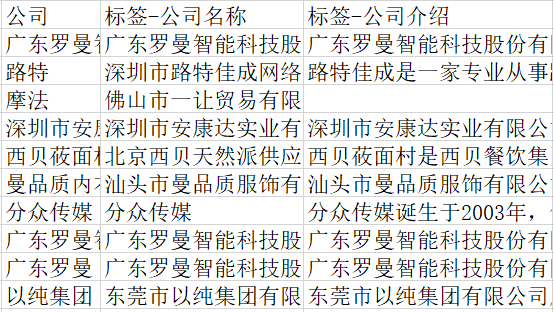 公司 标签-公司名称 标签-公司介绍
广东罗曼智 广东罗曼智能科技股 广东罗曼智能科技股份有
路特 深圳市路特佳成网络 路特佳成是一家专业从事
摩法 佛山市一让贸易有限
深圳市安康 深圳市安康达实业有 深圳市安康达实业有限公
西贝莜面村 北京西贝天然派供应 西贝莜面村是西贝餐饮集
曼品质内 汕头市曼品质服饰有 汕头市曼品质服饰有限公
分众传媒 分众传媒 分众传媒诞生于2003年，
广东罗曼智 广东罗曼智能科技股 广东罗曼智能科技股份有
广东罗曼 广东罗曼智能科技股 广东罗曼智能科技股份有
以纯集团 东莞市以纯集团有限 东莞市以纯集团有限公司